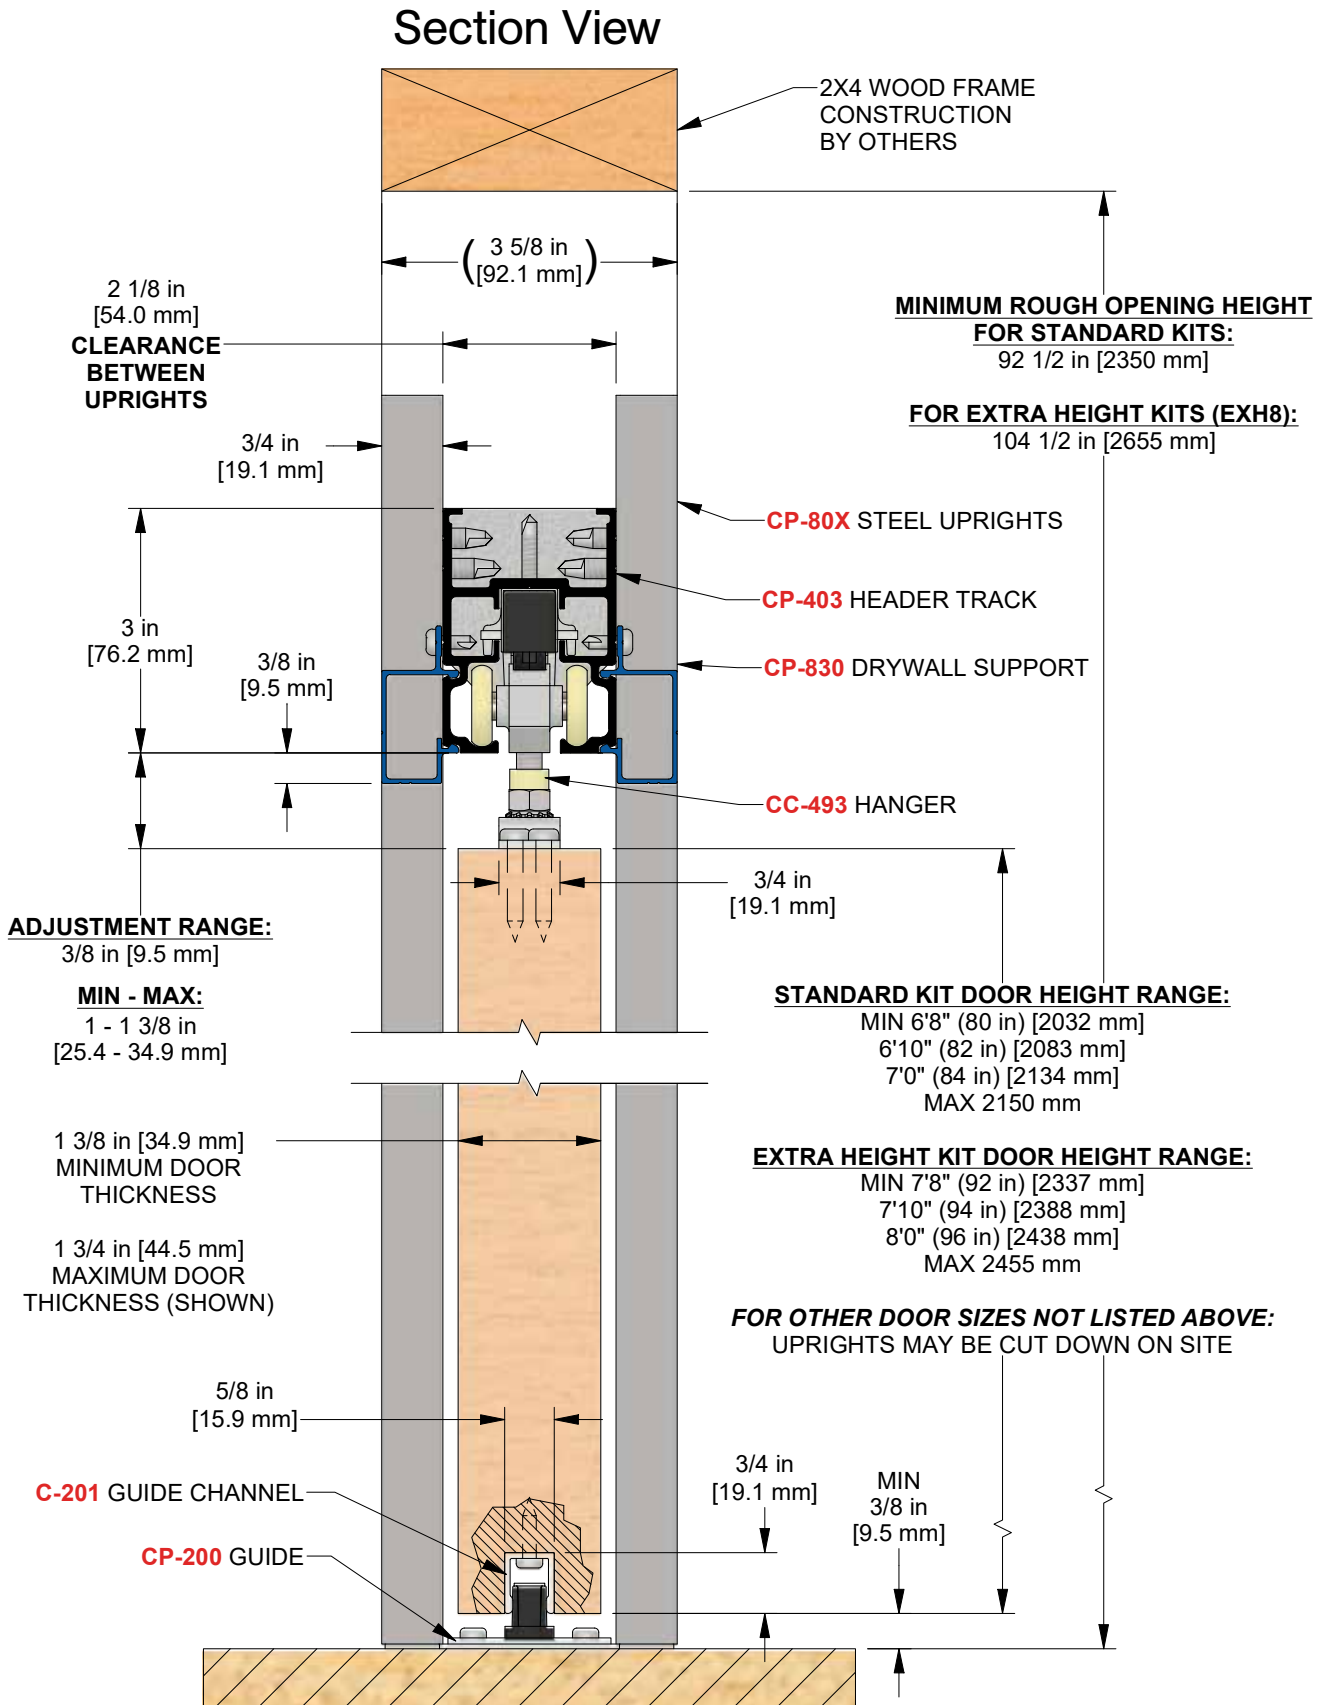 Section View
2X4 WOOD FRAME
CONSTRUCTION
BY OTHERS
( 3 5/8 in )
[92.1 mm]
2 1/8 in
[54.0 mm]
CLEARANCE
BETWEEN
UPRIGHTS
MINIMUM ROUGH OPENING HEIGHT
FOR STANDARD KITS:
92 1/2 in [2350 mm]
FOR EXTRA HEIGHT KITS (EXH8):
104 1/2 in [2655 mm]
3/4 in
[19.1 mm]
CP-80X STEEL UPRIGHTS
CP-403 HEADER TRACK
3 in
[76.2 mm]
3/8 in
[9.5 mm]
CP-830 DRYWALL SUPPORT
CC-493 HANGER
3/4 in
[19.1 mm]
ADJUSTMENT RANGE:
3/8 in [9.5 mm]
MIN - MAX:
1 - 1 3/8 in
[25.4 - 34.9 mm]
STANDARD KIT DOOR HEIGHT RANGE:
MIN 6'8" (80 in) [2032 mm]
6'10" (82 in) [2083 mm]
7'0" (84 in) [2134 mm]
MAX 2150 mm
1 3/8 in [34.9 mm]
MINIMUM DOOR
THICKNESS
1 3/4 in [44.5 mm]
MAXIMUM DOOR
THICKNESS (SHOWN)
EXTRA HEIGHT KIT DOOR HEIGHT RANGE:
MIN 7'8" (92 in) [2337 mm]
7'10" (94 in) [2388 mm]
8'0" (96 in) [2438 mm]
MAX 2455 mm
FOR OTHER DOOR SIZES NOT LISTED ABOVE:
UPRIGHTS MAY BE CUT DOWN ON SITE
5/8 in
[15.9 mm]
C-201 GUIDE CHANNEL
CP-200 GUIDE
3/4 in
[19.1 mm]
MIN
3/8 in
[9.5 mm]